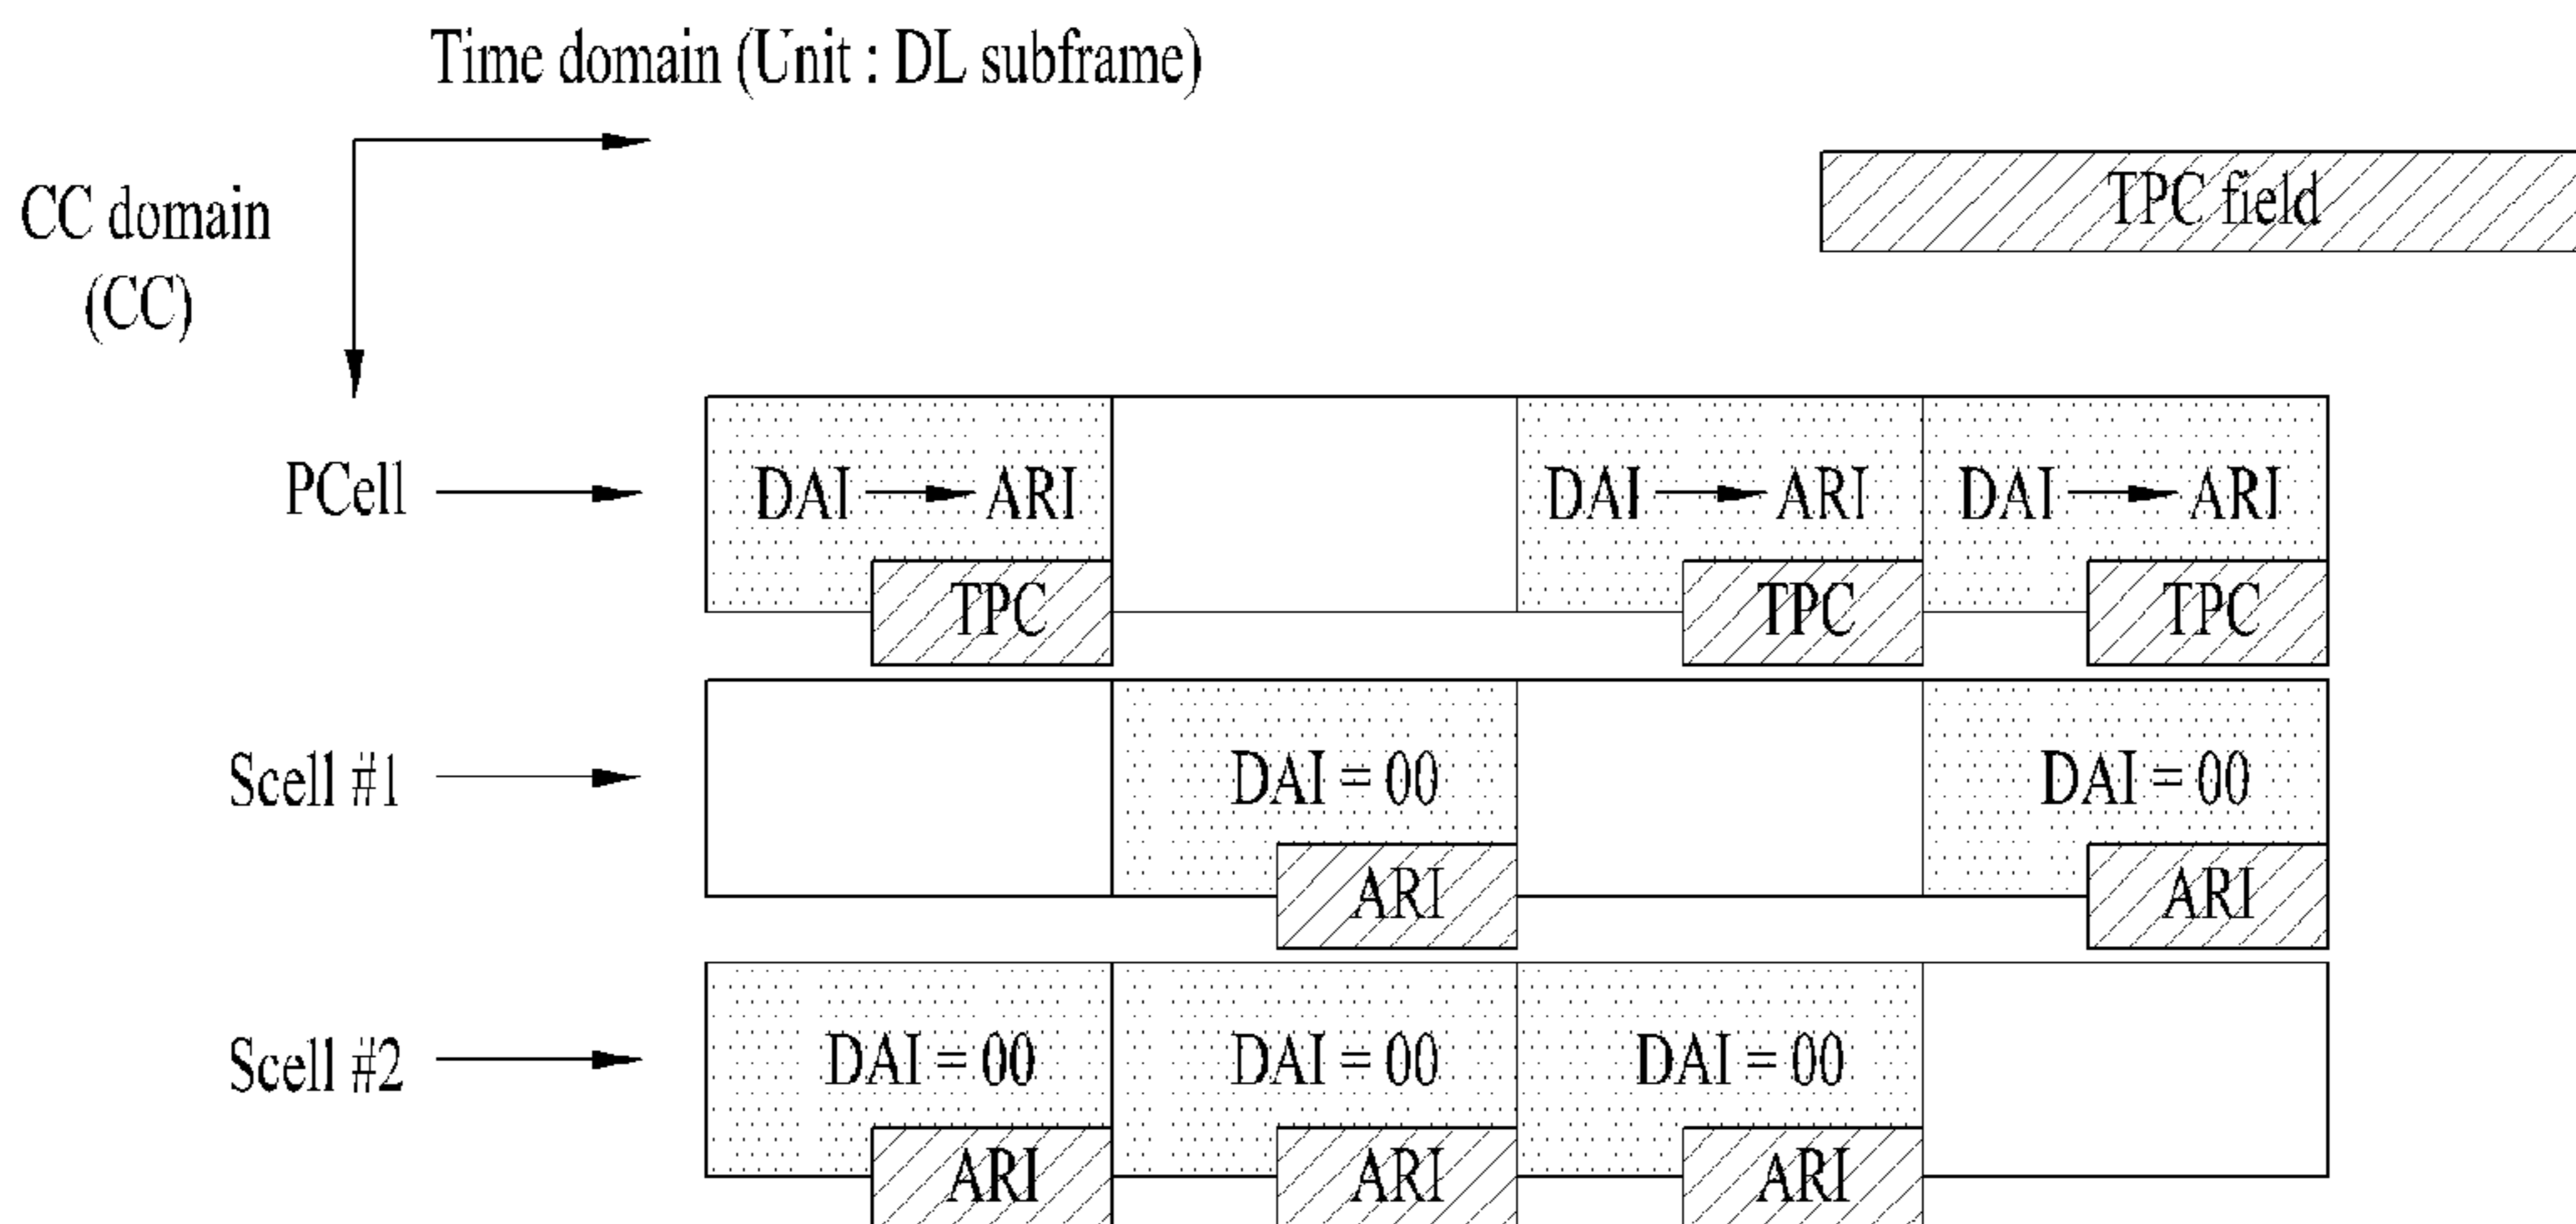 Time domain (Unit : DL subframe)
CC domain
(CC)
TPC field
PCell
DAI ARI
DAI ARI
DAI ARI
TPC
TPC
TPC
Scell #1
DAI = 00
DAI = 00
ARI
ARI
Scell #2
DAI = 00
DAI = 00
DAI = 00
ARI
ARI
ARI